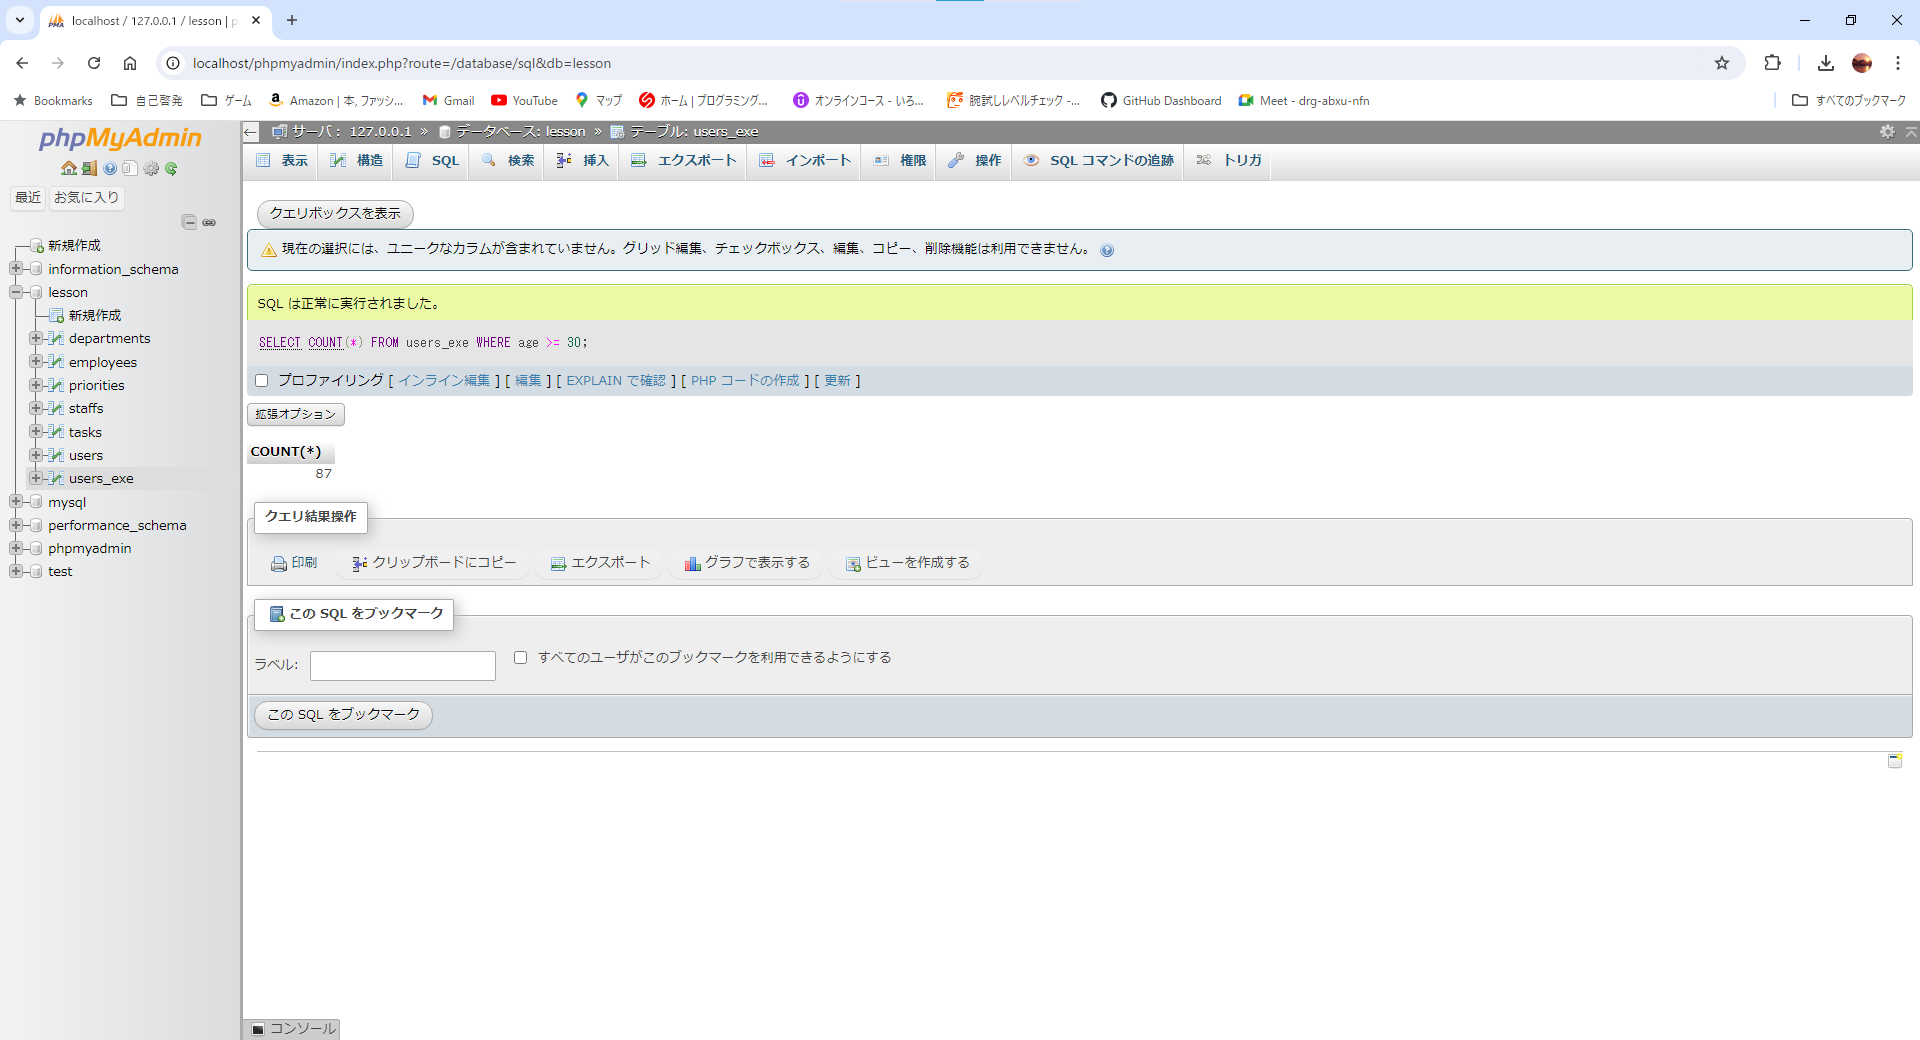 localhost / 127.0.0.1 / lesson | p
localhost/phpmyadmin/index.php?route=/database/sql&db=lesson
Bookmarks 自己啓発 ゲーム Amazon | 本, ファッシ... Gmail YouTube マップ ホーム | プログラミング... オンラインコース - いろ... 腕試しレベルチェック -... GitHub Dashboard Meet - drg-abxu-nfn すべてのブックマーク
phpMyAdmin
最近 お気に入り
新規作成
information_schema
lesson
新規作成
departments
employees
priorities
staffs
tasks
users
users_exe
mysql
performance_schema
phpmyadmin
test
サーバ: 127.0.0.1 » データベース: lesson » テーブル: users_exe
表示 構造 SQL 検索 挿入 エクスポート インポート 権限 操作 SQL コマンドの追跡 トリガ
クエリボックスを表示
現在の選択には、ユニークなカラムが含まれていません。グリッド編集、チェックボックス、編集、コピー、削除機能は利用できません。
SQL は正常に実行されました。
SELECT COUNT(*) FROM users_exe WHERE age >= 30;
プロファイリング [ インライン編集 ] [ 編集 ] [ EXPLAIN で確認 ] [ PHP コードの作成 ] [ 更新 ]
拡張オプション
COUNT(*)
87
クエリ結果操作
印刷 クリップボードにコピー エクスポート グラフで表示する ビューを作成する
この SQL をブックマーク
ラベル: すべてのユーザがこのブックマークを利用できるようにする
この SQL をブックマーク
コンソール